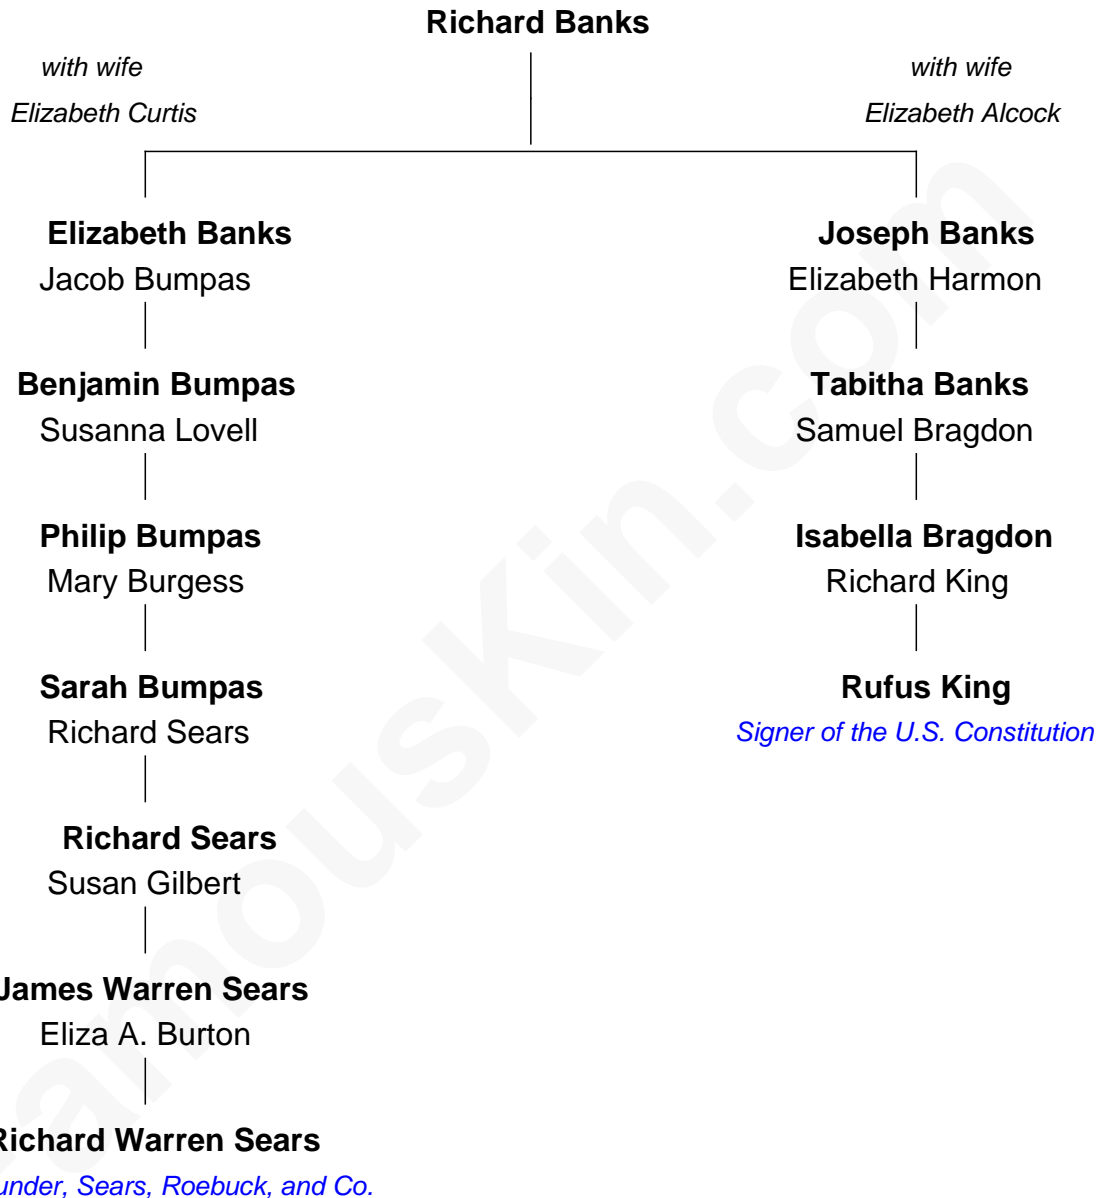 Richard Banks
with wife
Elizabeth Curtis
with wife
Elizabeth Alcock
Elizabeth Banks
Jacob Bumpas
Joseph Banks
Elizabeth Harmon
Benjamin Bumpas
Susanna Lovell
Tabitha Banks
Samuel Bragdon
Philip Bumpas
Mary Burgess
Isabella Bragdon
Richard King
Sarah Bumpas
Richard Sears
Rufus King
Signer of the U.S. Constitution
Richard Sears
Susan Gilbert
James Warren Sears
Eliza A. Burton
Richard Warren Sears
under, Sears, Roebuck, and Co.
amouskin.com